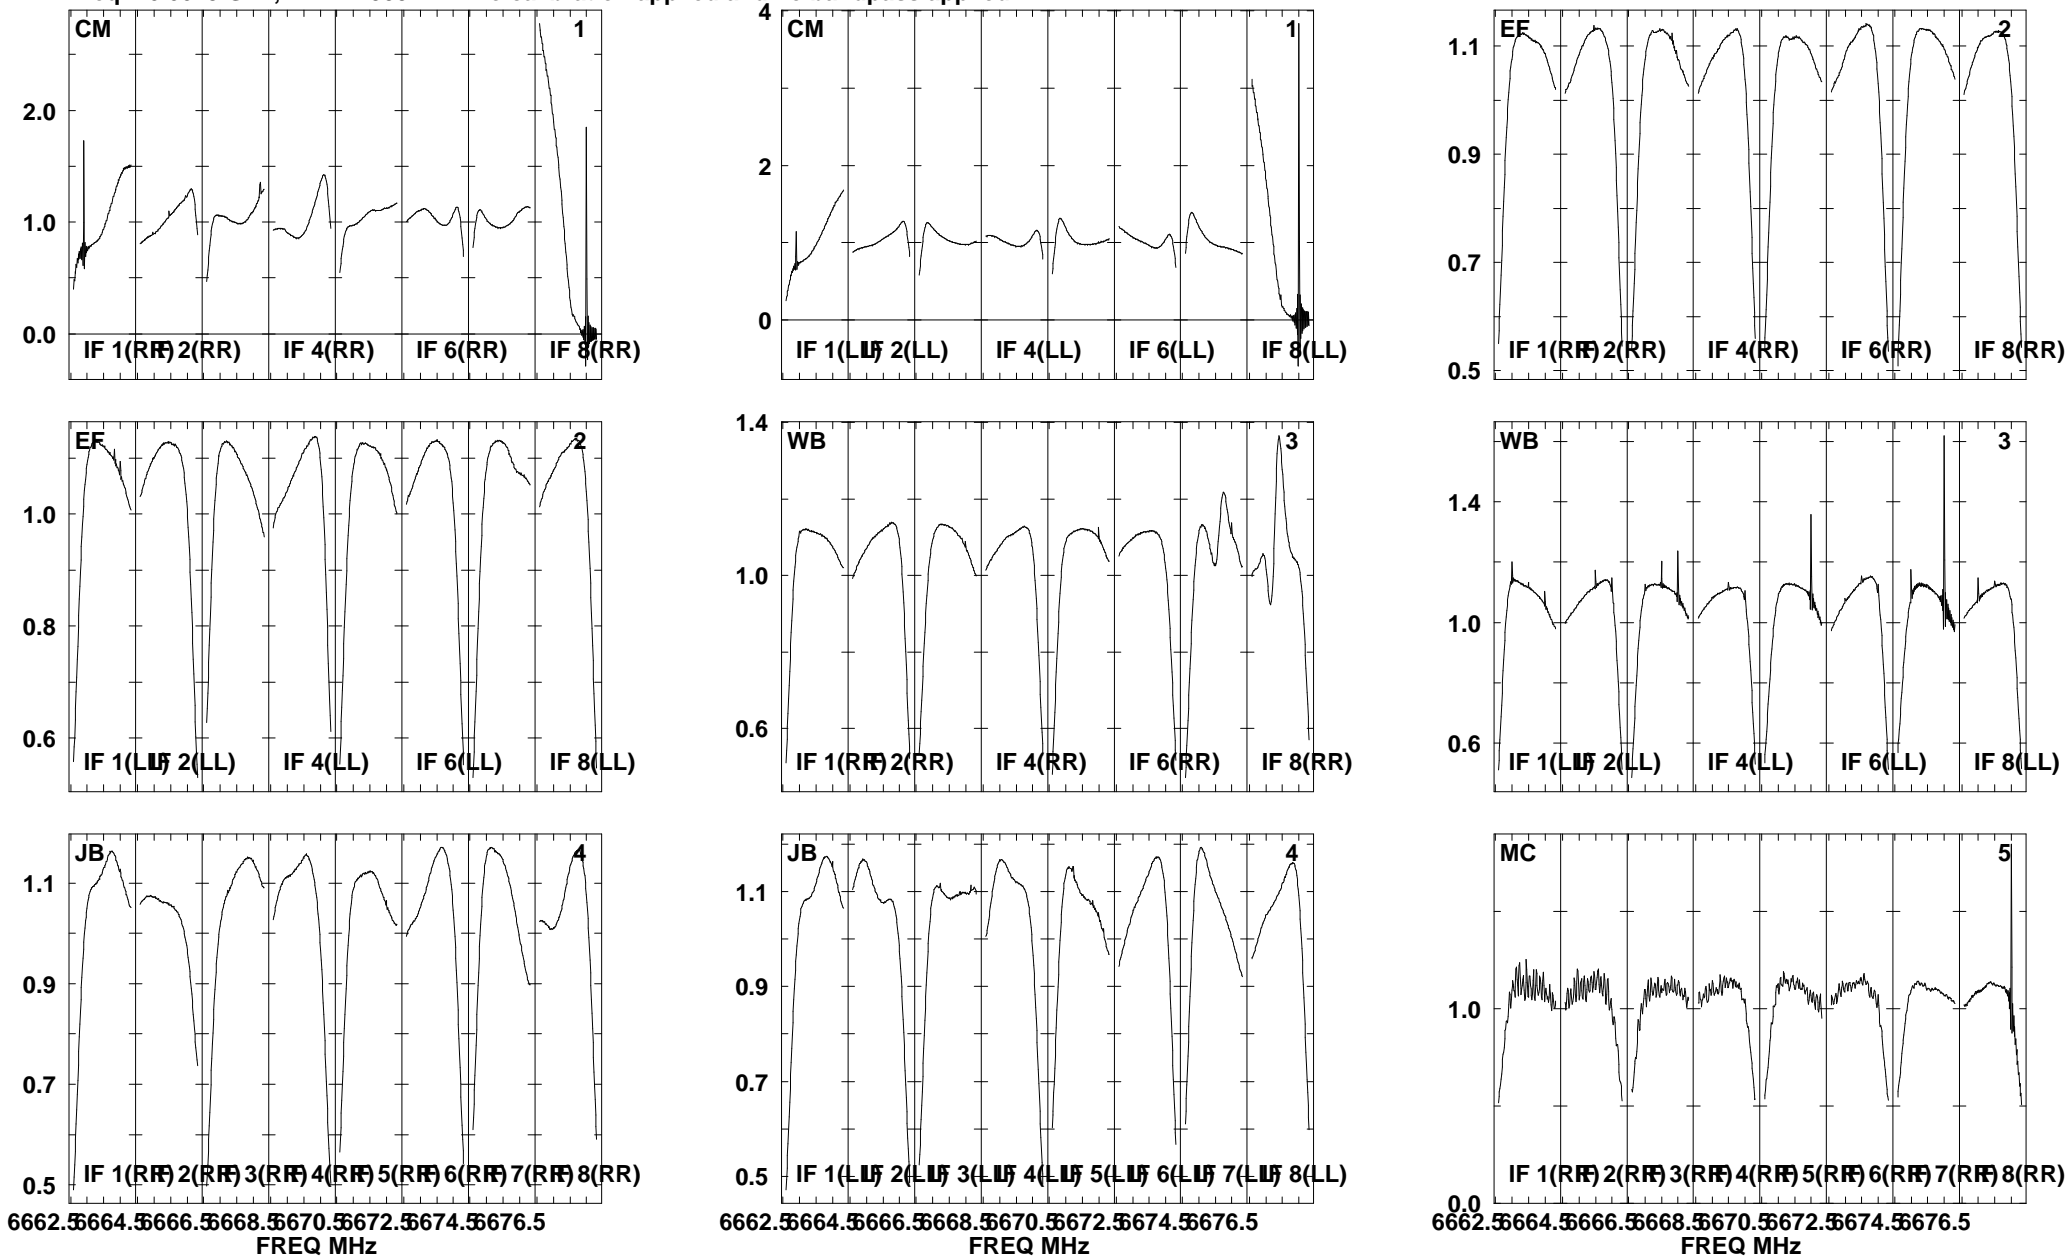 CM 1
2.0
1.0
0.0
IF 1(RR) IF 2(RR) IF 4(RR) IF 6(RR) IF 8(RR)
CM 1
4
2
0
IF 1(LL) IF 2(LL) IF 4(LL) IF 6(LL) IF 8(LL)
EF 2
1.1
0.9
0.7
0.5
IF 1(RR) IF 2(RR) IF 4(RR) IF 6(RR) IF 8(RR)
EF 2
1.0
0.8
0.6
IF 1(LL) IF 2(LL) IF 4(LL) IF 6(LL) IF 8(LL)
WB 3
1.4
1.0
0.6
IF 1(RR) IF 2(RR) IF 4(RR) IF 6(RR) IF 8(RR)
WB 3
1.4
1.0
0.6
IF 1(LL) IF 2(LL) IF 4(LL) IF 6(LL) IF 8(LL)
JB 4
1.1
0.9
0.7
0.5
IF 1(RR) IF 2(RR) IF 3(RR) IF 4(RR) IF 5(RR) IF 6(RR) IF 7(RR) IF 8(RR)
6662.5 6664.5 6666.5 6668.5 6670.5 6672.5 6674.5 6676.5
FREQ MHz
JB 4
1.1
0.9
0.7
0.5
IF 1(LL) IF 2(LL) IF 3(LL) IF 4(LL) IF 5(LL) IF 6(LL) IF 7(LL) IF 8(LL)
6662.5 6664.5 6666.5 6668.5 6670.5 6672.5 6674.5 6676.5
FREQ MHz
MC 5
1.0
0.0
IF 1(RR) IF 2(RR) IF 3(RR) IF 4(RR) IF 5(RR) IF 6(RR) IF 7(RR) IF 8(RR)
6662.5 6664.5 6666.5 6668.5 6670.5 6672.5 6674.5 6676.5
FREQ MHz